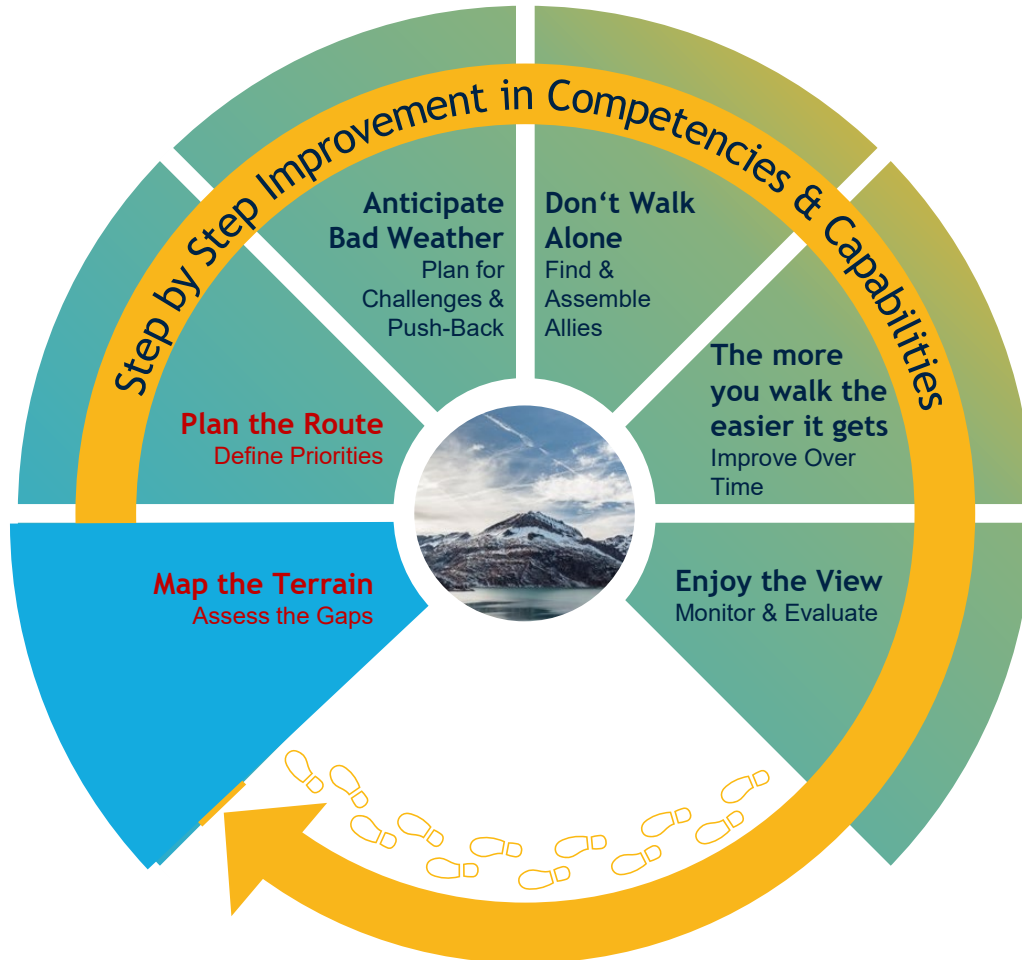 Step by Step Improvement in Competencies & Capabilities
Anticipate
Bad Weather
Plan for
Challenges &
Push-Back
Don‘t Walk
Alone
Find &
Assemble
Allies
The more
you walk the
easier it gets
Improve Over
Time
Plan the Route
Define Priorities
Map the Terrain
Assess the Gaps
Enjoy the View
Monitor & Evaluate